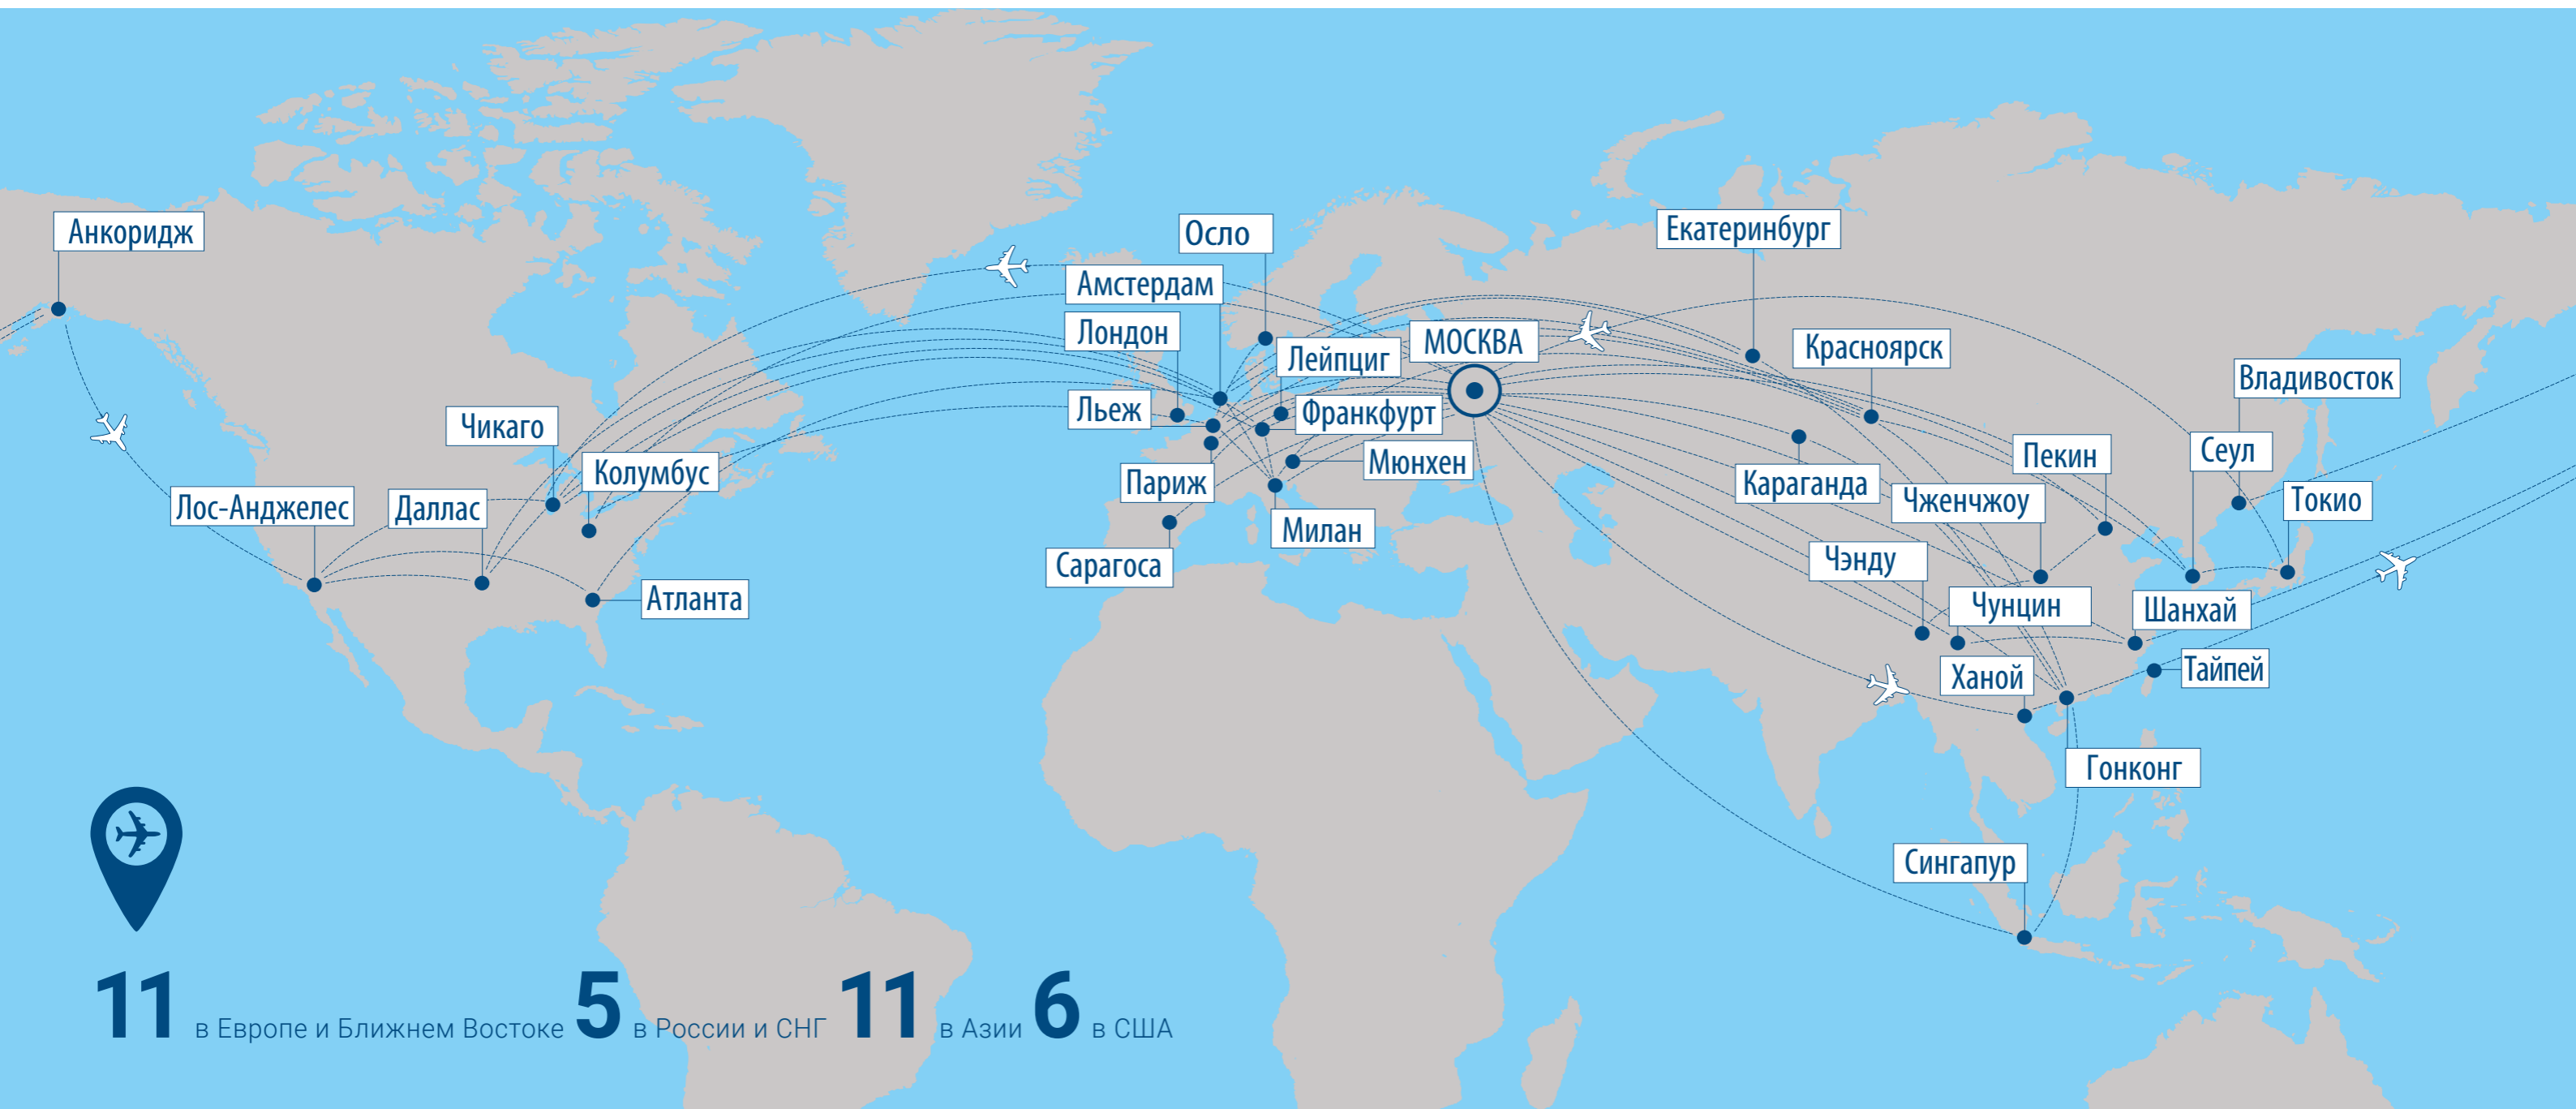 Анкоридж
Осло
Екатеринбург
Амстердам
Лондон
Лейпциг
МОСКВА
Красноярск
Владивосток
Льеж
Франкфурт
Чикаго
Колумбус
Париж
Мюнхен
Караганда
Пекин
Сеул
Лос-Анджелес
Даллас
Чженчжоу
Токио
Милан
Сарагоса
Чэнду
Атланта
Чунцин
Шанхай
Ханой
Тайпей
Гонконг
Сингапур
11 в Европе и Ближнем Востоке 5 в России и СНГ 11 в Азии 6 в США